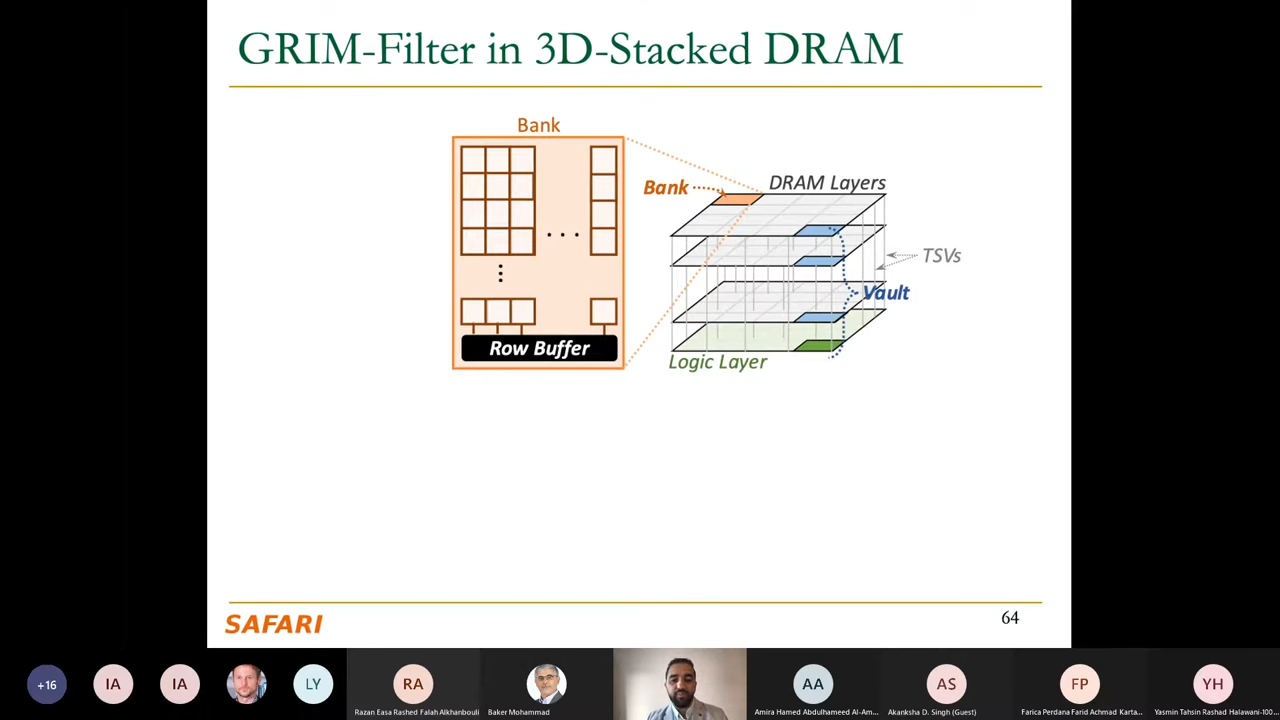 GRIM-Filter in 3D-Stacked DRAM
Bank
Bank
DRAM Layers
TSVs
Vault
Row Buffer
Logic Layer
SAFARI
64
+16
IA
IA
LY
RA
AA
AS
FP
YH
Razan Easa Rashed Falah Alkhanbouli
Baker Mohammad
Amira Hamed Abdulhameed Al-Am...
Akanksha D. Singh (Guest)
Farica Perdana Farid Achmad Karta...
Yasmin Tahsin Rashad Halawani-100...